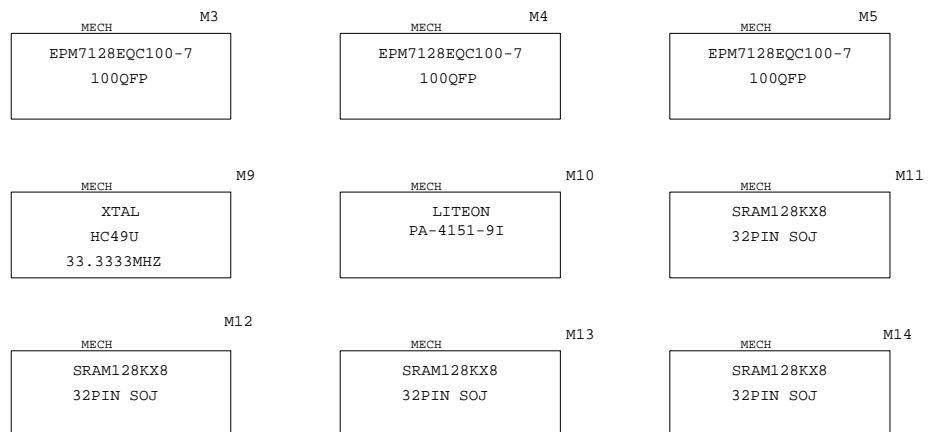 M3
MECH
EPM7128EQC100-7
100QFP
M4
MECH
EPM7128EQC100-7
100QFP
M5
MECH
EPM7128EQC100-7
100QFP
M9
MECH
XTAL
HC49U
33.3333MHZ
M10
MECH
LITEON
PA-4151-9I
M11
MECH
SRAM128KX8
32PIN SOJ
M12
MECH
SRAM128KX8
32PIN SOJ
M13
MECH
SRAM128KX8
32PIN SOJ
M14
MECH
SRAM128KX8
32PIN SOJ